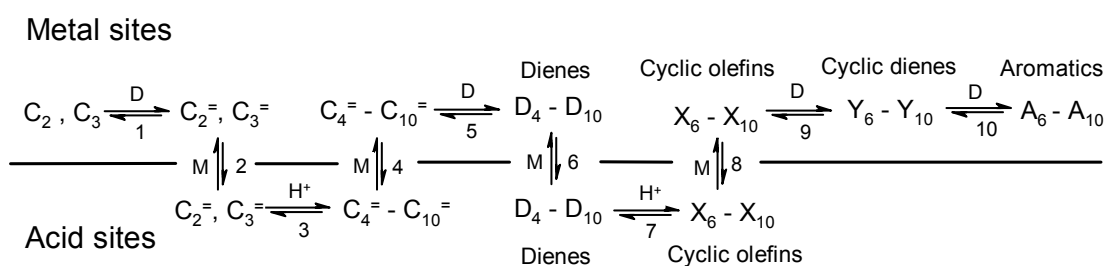 Metal sites
Dienes Cyclic olefins Cyclic dienes Aromatics
C₂ , C₃ D 1 C₂⁼, C₃⁼ C₄⁼ - C₁₀⁼ D 5 D₄ - D₁₀ X₆ - X₁₀ D 9 Y₆ - Y₁₀ D 10 A₆ - A₁₀
M 2 M 4 M 6 M 8
C₂⁼, C₃⁼ H⁺ 3 C₄⁼ - C₁₀⁼ D₄ - D₁₀ H⁺ 7 X₆ - X₁₀
Acid sites
Dienes Cyclic olefins